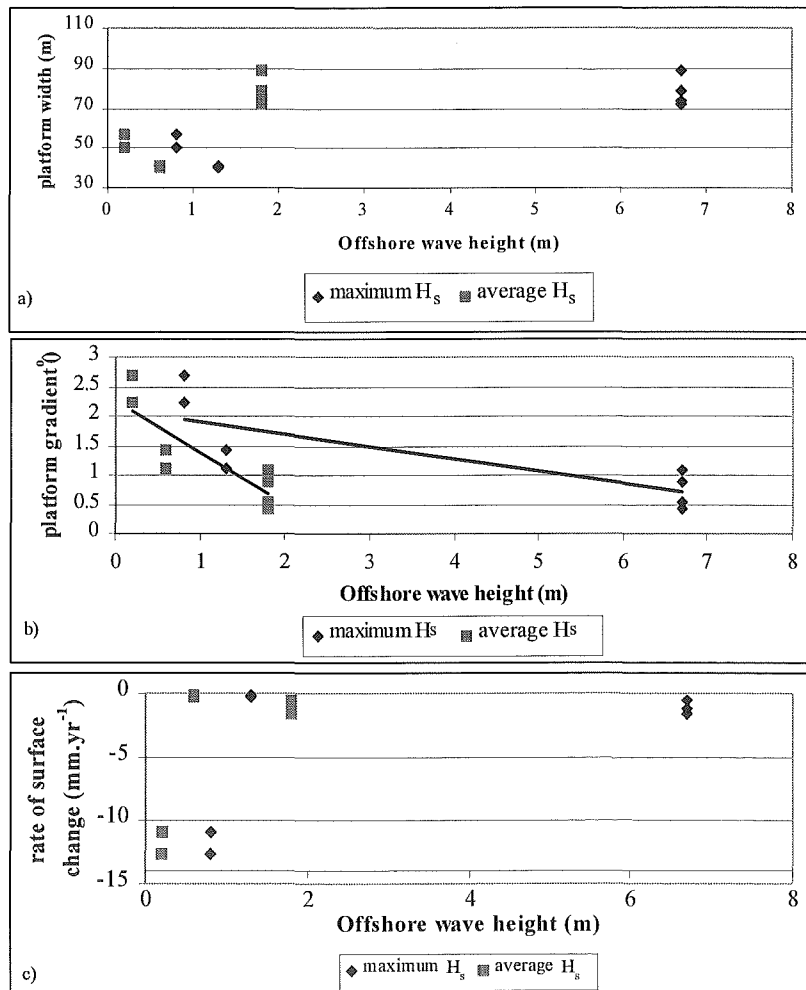 110
90
70
50
30
platform width (m)
0 1 2 3 4 5 6 7 8
Offshore wave height (m)
maximum Hs average Hs
a)
3
2.5
2
1.5
1
0.5
0
platform gradient(⁰)
0 1 2 3 4 5 6 7 8
Offshore wave height (m)
maximum Hs average Hs
b)
0
-5
-10
-15
rate of surface
change (mm.yr⁻¹)
0 2 4 6 8
Offshore wave height (m)
maximum Hs average Hs
c)